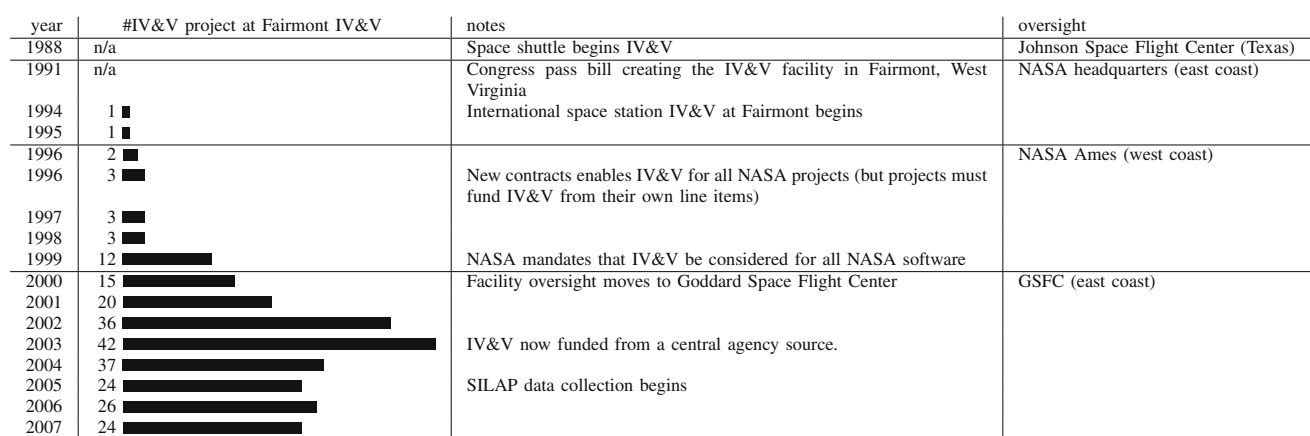 year #IV&V project at Fairmont IV&V notes oversight
1988 n/a Space shuttle begins IV&V Johnson Space Flight Center (Texas)
1991 n/a Congress pass bill creating the IV&V facility in Fairmont, West NASA headquarters (east coast)
Virginia
1994 1 International space station IV&V at Fairmont begins
1995 1
1996 2 NASA Ames (west coast)
1996 3 New contracts enables IV&V for all NASA projects (but projects must
fund IV&V from their own line items)
1997 3
1998 3
1999 12 NASA mandates that IV&V be considered for all NASA software
2000 15 Facility oversight moves to Goddard Space Flight Center GSFC (east coast)
2001 20
2002 36
2003 42 IV&V now funded from a central agency source.
2004 37
2005 24 SILAP data collection begins
2006 26
2007 24